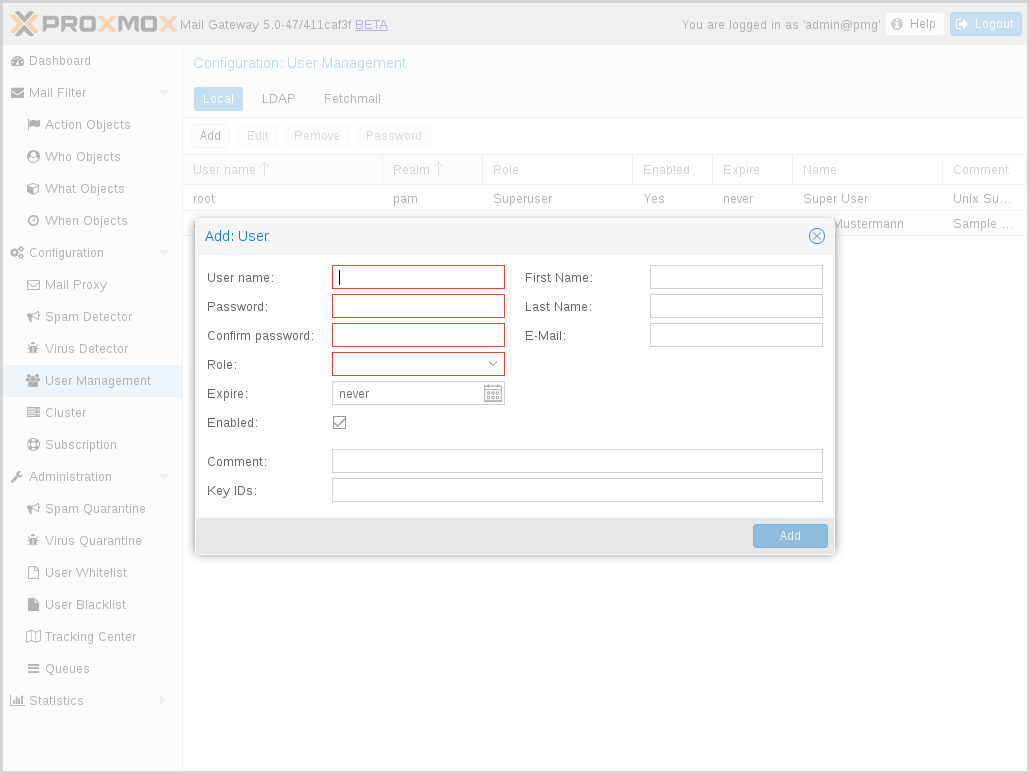 PROXMOX Mail Gateway 5.0-47/411caf3f BETA
You are logged in as 'admin@pmg' Help Logout
Dashboard
Mail Filter
Action Objects
Who Objects
What Objects
When Objects
Configuration
Mail Proxy
Spam Detector
Virus Detector
User Management
Cluster
Subscription
Administration
Spam Quarantine
Virus Quarantine
User Whitelist
User Blacklist
Tracking Center
Queues
Statistics
Configuration: User Management
Local LDAP Fetchmail
Add Edit Remove Password
User name Realm Role Enabled Expire Name Comment
root pam Superuser Yes never Super User Unix Su...
Mustermann Sample ...
Add: User
User name:
Password:
Confirm password:
Role:
Expire: never
Enabled:
First Name:
Last Name:
E-Mail:
Comment:
Key IDs:
Add